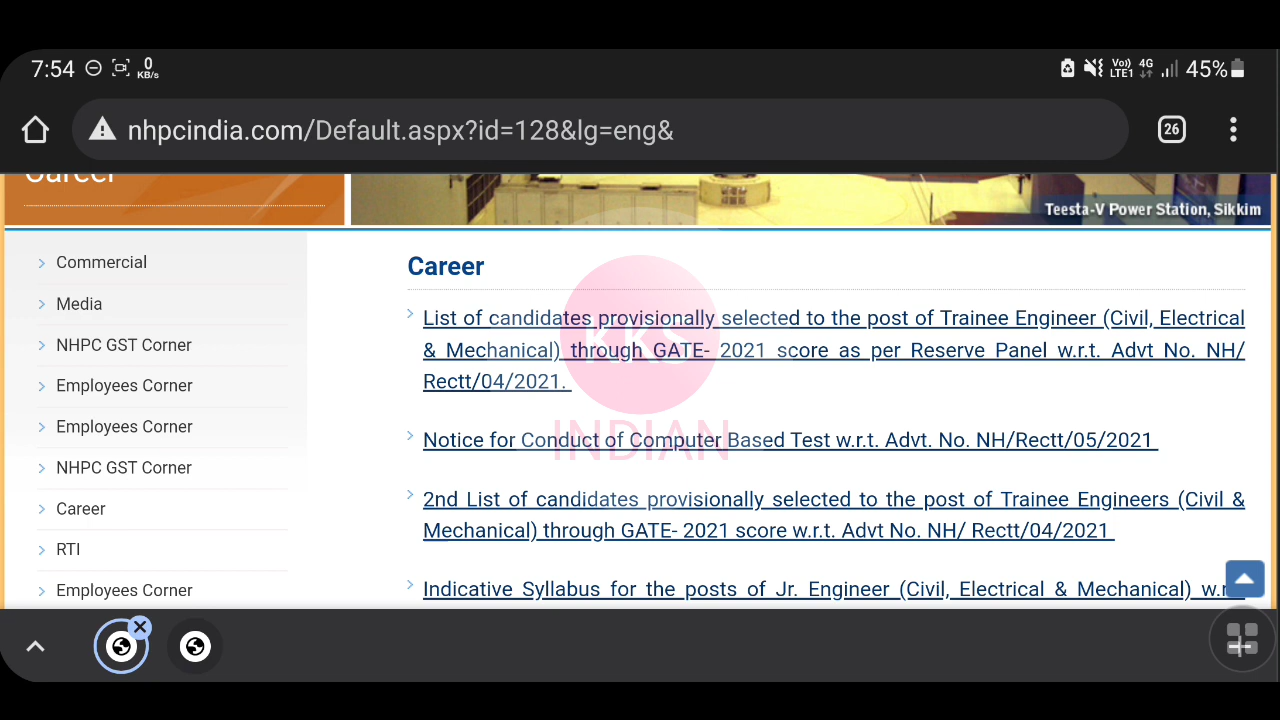 7:54 0 KB/s Vo) LTE1 4G 45%
nhpcindia.com/Default.aspx?id=128&lg=eng&
26
Career
Teesta-V Power Station, Sikkim
Commercial
Media
NHPC GST Corner
Employees Corner
Employees Corner
NHPC GST Corner
Career
RTI
Employees Corner
Career
List of candidates provisionally selected to the post of Trainee Engineer (Civil, Electrical
& Mechanical) through GATE- 2021 score as per Reserve Panel w.r.t. Advt No. NH/
Rectt/04/2021.
Notice for Conduct of Computer Based Test w.r.t. Advt. No. NH/Rectt/05/2021
2nd List of candidates provisionally selected to the post of Trainee Engineers (Civil &
Mechanical) through GATE- 2021 score w.r.t. Advt No. NH/ Rectt/04/2021
Indicative Syllabus for the posts of Jr. Engineer (Civil, Electrical & Mechanical)
KKS
INDIAN